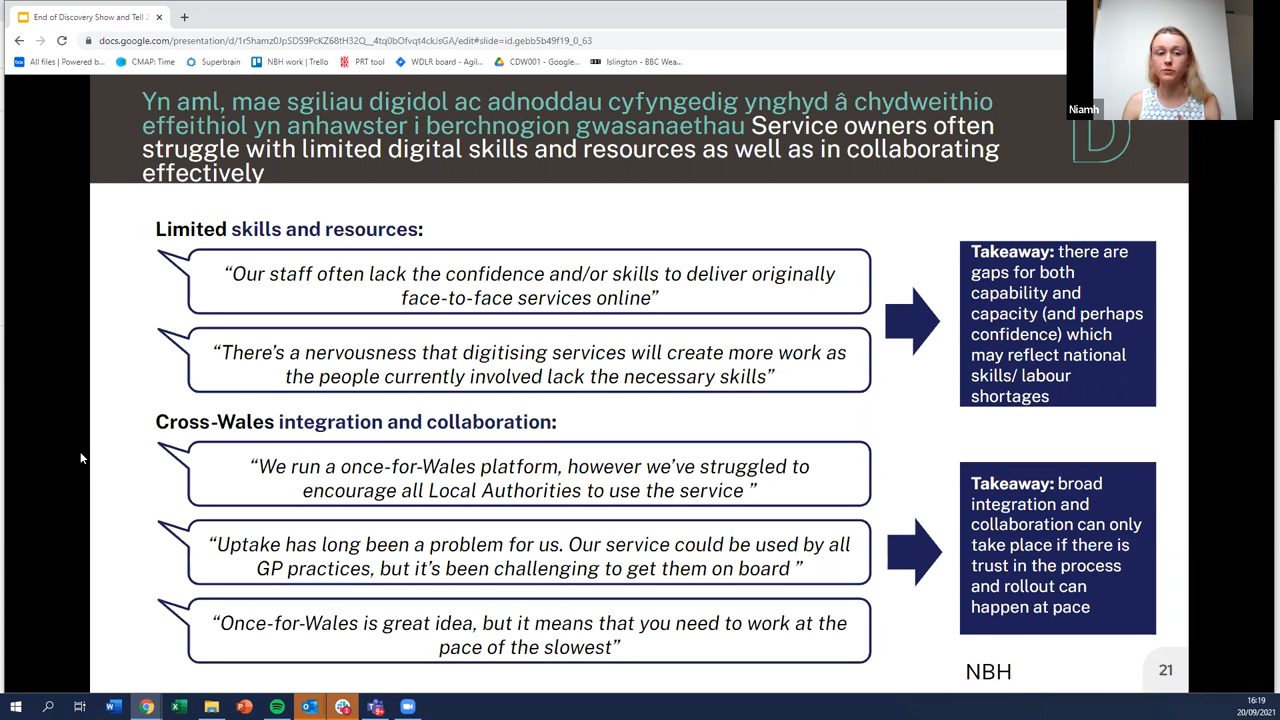 End of Discovery Show and Tell 2
docs.google.com/presentation/d/1r5hamz0JpSDS9PcKZ68tH32Q__4tq0bOfvqt4ckJsGA/edit#slide=id.gebb5b49f19_0_63
All files | Powered b... CMAP: Time Superbrain NBH work | Trello PRT tool WDLR board - Agil... CDW001 - Google... Islington - BBC Wea...
Niamh
Yn aml, mae sgiliau digidol ac adnoddau cyfyngedig ynghyd â chydweithio
effeithiol yn anhawster i berchnogion gwasanaethau Service owners often
struggle with limited digital skills and resources as well as in collaborating
effectively
D
Limited skills and resources:
“Our staff often lack the confidence and/or skills to deliver originally
face-to-face services online”
“There’s a nervousness that digitising services will create more work as
the people currently involved lack the necessary skills”
Takeaway: there are
gaps for both
capability and
capacity (and perhaps
confidence) which
may reflect national
skills/ labour
shortages
Cross-Wales integration and collaboration:
“We run a once-for-Wales platform, however we’ve struggled to
encourage all Local Authorities to use the service ”
“Uptake has long been a problem for us. Our service could be used by all
GP practices, but it’s been challenging to get them on board ”
“Once-for-Wales is great idea, but it means that you need to work at the
pace of the slowest”
Takeaway: broad
integration and
collaboration can only
take place if there is
trust in the process
and rollout can
happen at pace
NBH
21
16:19
20/09/2021